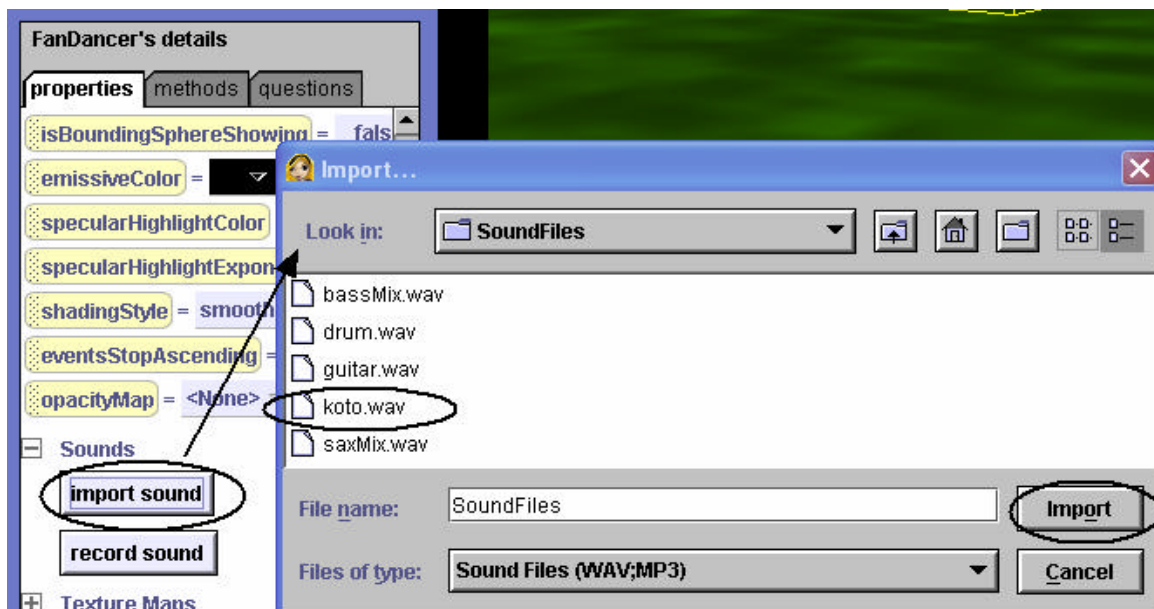 FanDancer's details
properties methods questions
isBoundingSphereShowing = fals
emissiveColor =
specularHighlightColor
specularHighlightExpon
shadingStyle = smooth
eventsStopAscending =
opacityMap = <None>
Sounds
import sound
record sound
Texture Maps
Import...
Look in: SoundFiles
bassMix.wav
drum.wav
guitar.wav
koto.wav
saxMix.wav
File name: SoundFiles Import
Files of type: Sound Files (WAV;MP3) Cancel